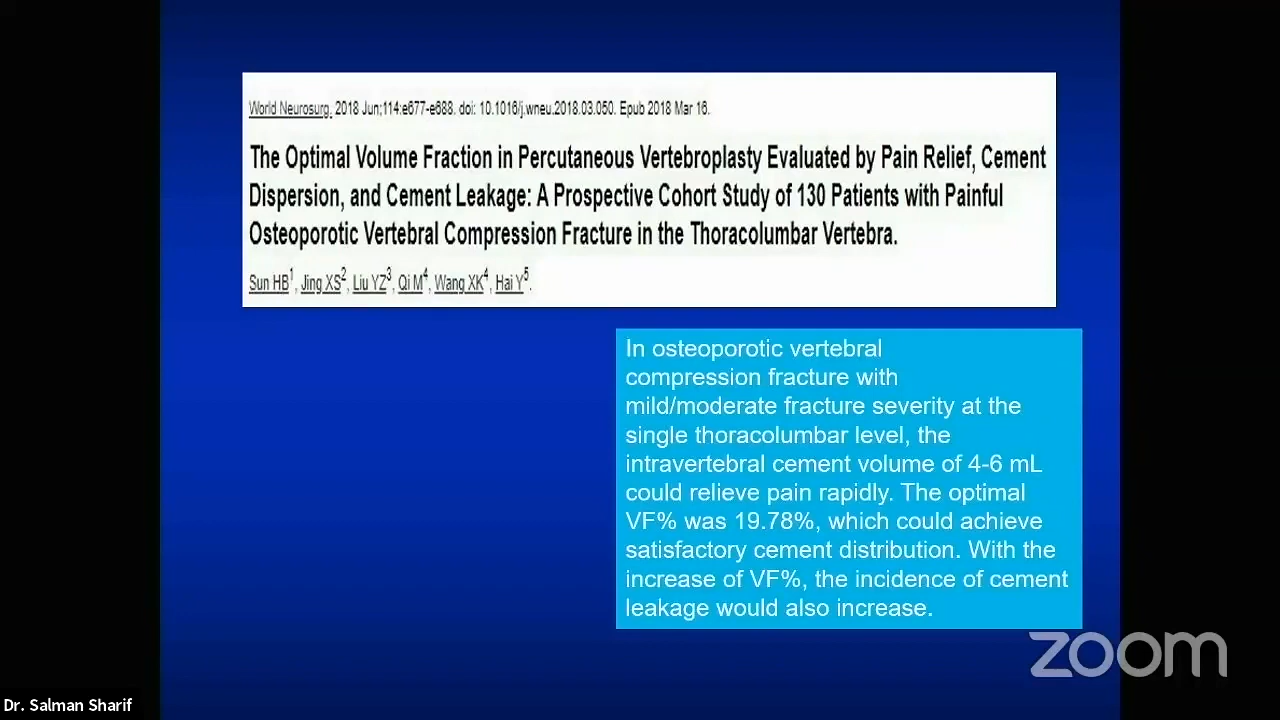 World Neurosurg. 2018 Jun;114:e677-e688. doi: 10.1016/j.wneu.2018.03.050. Epub 2018 Mar 16.
The Optimal Volume Fraction in Percutaneous Vertebroplasty Evaluated by Pain Relief, Cement
Dispersion, and Cement Leakage: A Prospective Cohort Study of 130 Patients with Painful
Osteoporotic Vertebral Compression Fracture in the Thoracolumbar Vertebra.
Sun HB1, Jing XS2, Liu YZ3, Qi M4, Wang XK4, Hai Y5.
In osteoporotic vertebral
compression fracture with
mild/moderate fracture severity at the
single thoracolumbar level, the
intravertebral cement volume of 4-6 mL
could relieve pain rapidly. The optimal
VF% was 19.78%, which could achieve
satisfactory cement distribution. With the
increase of VF%, the incidence of cement
leakage would also increase.
zoom
Dr. Salman Sharif